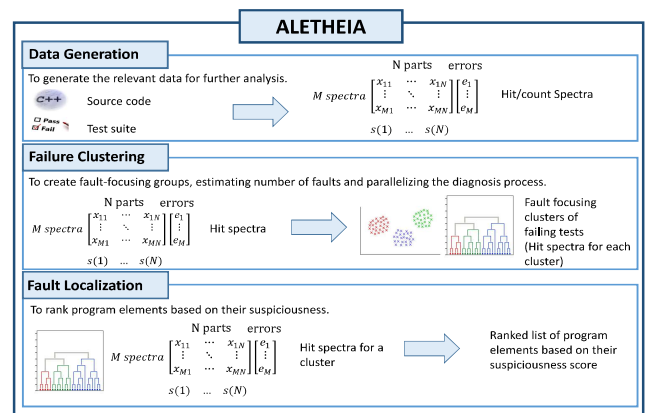 ALETHEIA
Data Generation
To generate the relevant data for further analysis.
C++
Source code
Pass
Fail
Test suite
N parts errors
M spectra [x11 ⋯ x1N ⋮ ⋱ ⋮ xM1 ⋯ xMN] [e1 ⋮ eM]
s(1) … s(N)
Hit/count Spectra
Failure Clustering
To create fault-focusing groups, estimating number of faults and parallelizing the diagnosis process.
N parts errors
M spectra [x11 ⋯ x1N ⋮ ⋱ ⋮ xM1 ⋯ xMN] [e1 ⋮ eM]
s(1) … s(N)
Hit spectra
Fault focusing
clusters of
failing tests
(Hit spectra for each
cluster)
Fault Localization
To rank program elements based on their suspiciousness.
N parts errors
M spectra [x11 ⋯ x1N ⋮ ⋱ ⋮ xM1 ⋯ xMN] [e1 ⋮ eM]
s(1) … s(N)
Hit spectra for a
cluster
Ranked list of program
elements based on their
suspiciousness score